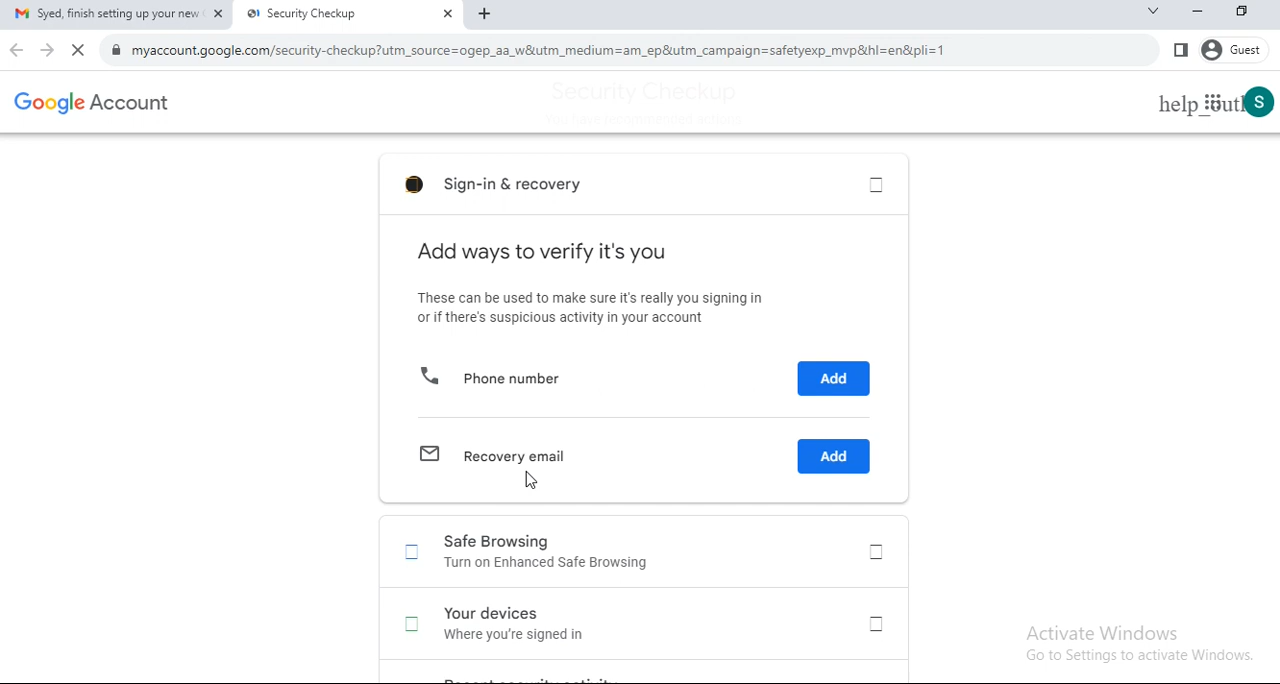 Syed, finish setting up your new
Security Checkup
myaccount.google.com/security-checkup?utm_source=ogep_aa_w&utm_medium=am_ep&utm_campaign=safetyexp_mvp&hl=en&pli=1
Guest
Google Account
Security Checkup
help_outl
S
Sign-in & recovery
Add ways to verify it's you
These can be used to make sure it's really you signing in
or if there's suspicious activity in your account
Phone number
Add
Recovery email
Add
Safe Browsing
Turn on Enhanced Safe Browsing
Your devices
Where you're signed in
Recent security activity
Activate Windows
Go to Settings to activate Windows.